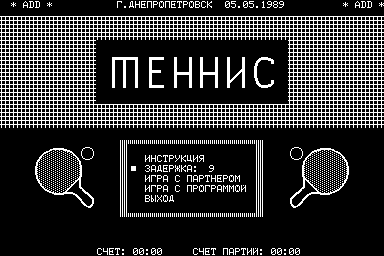 * ADD * Г.ДНЕПРОПЕТРОВСК 05.05.1989 * ADD *
ТЕННИС
ИНСТРУКЦИЯ
ЗАДЕРЖКА: 9
ИГРА С ПАРТНЕРОМ
ИГРА С ПРОГРАММОЙ
ВЫХОД
СЧЕТ: 00:00 СЧЕТ ПАРТИИ: 00:00